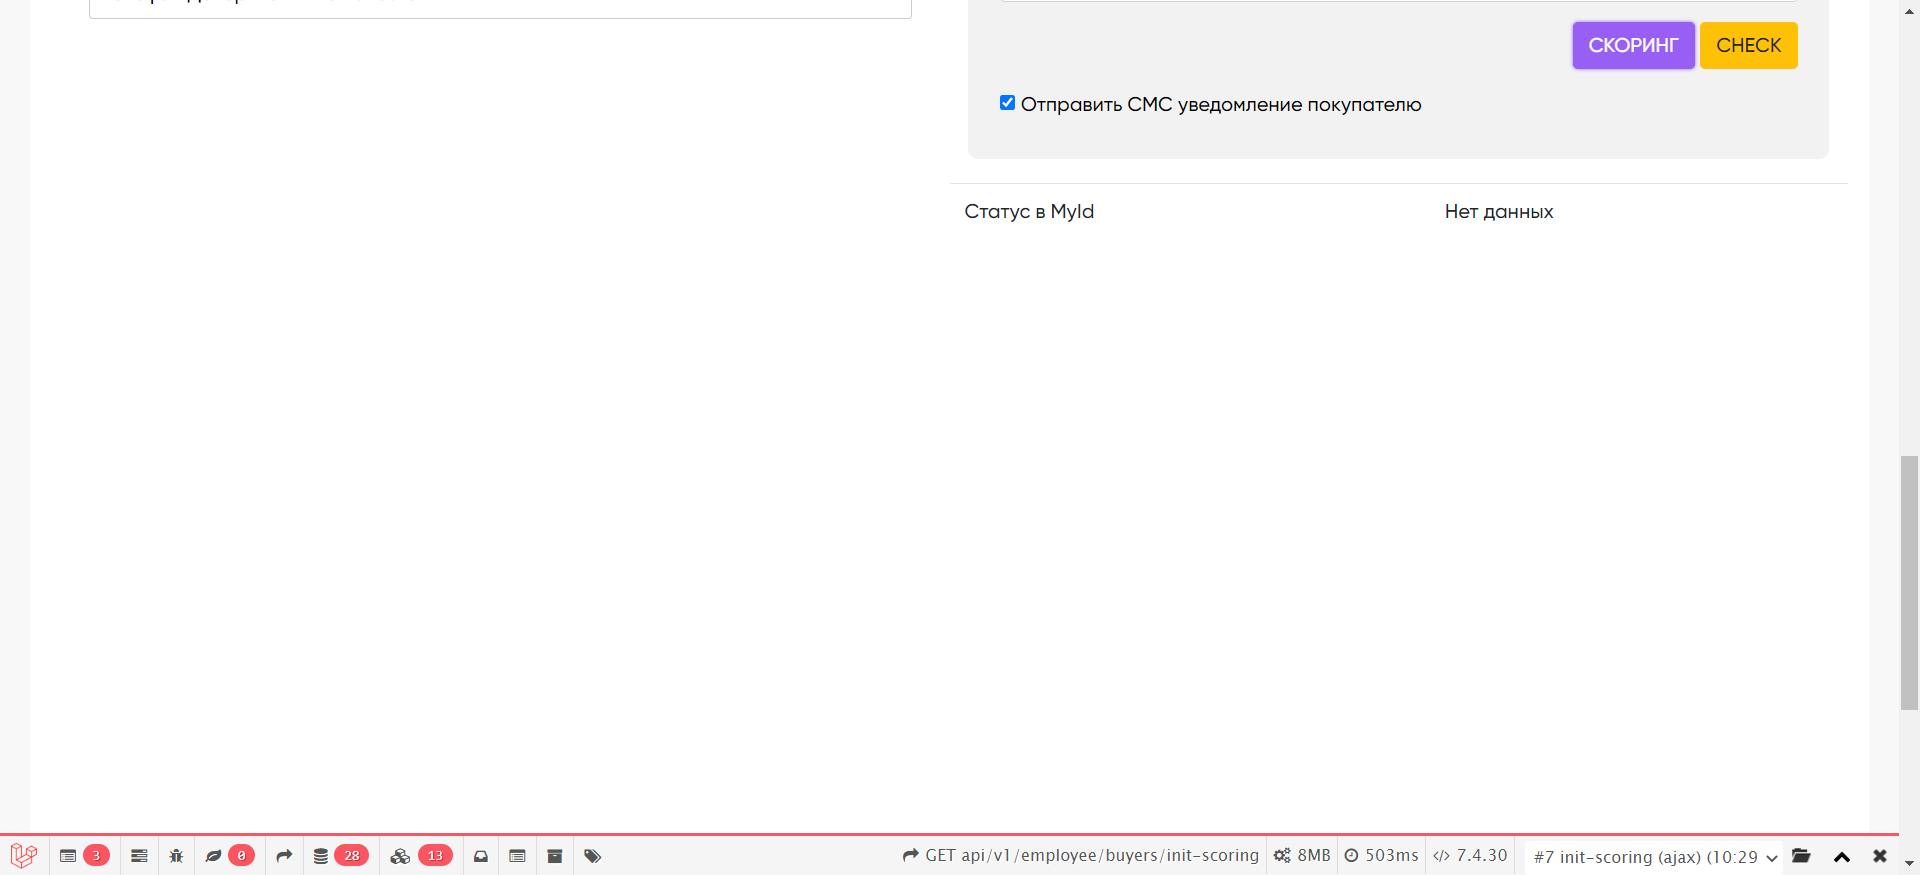 СКОРИНГ CHECK
Отправить СМС уведомление покупателю
Статус в MyId Нет данных
3 0 28 13 GET api/v1/employee/buyers/init-scoring 8MB 503ms 7.4.30 #7 init-scoring (ajax) (10:29